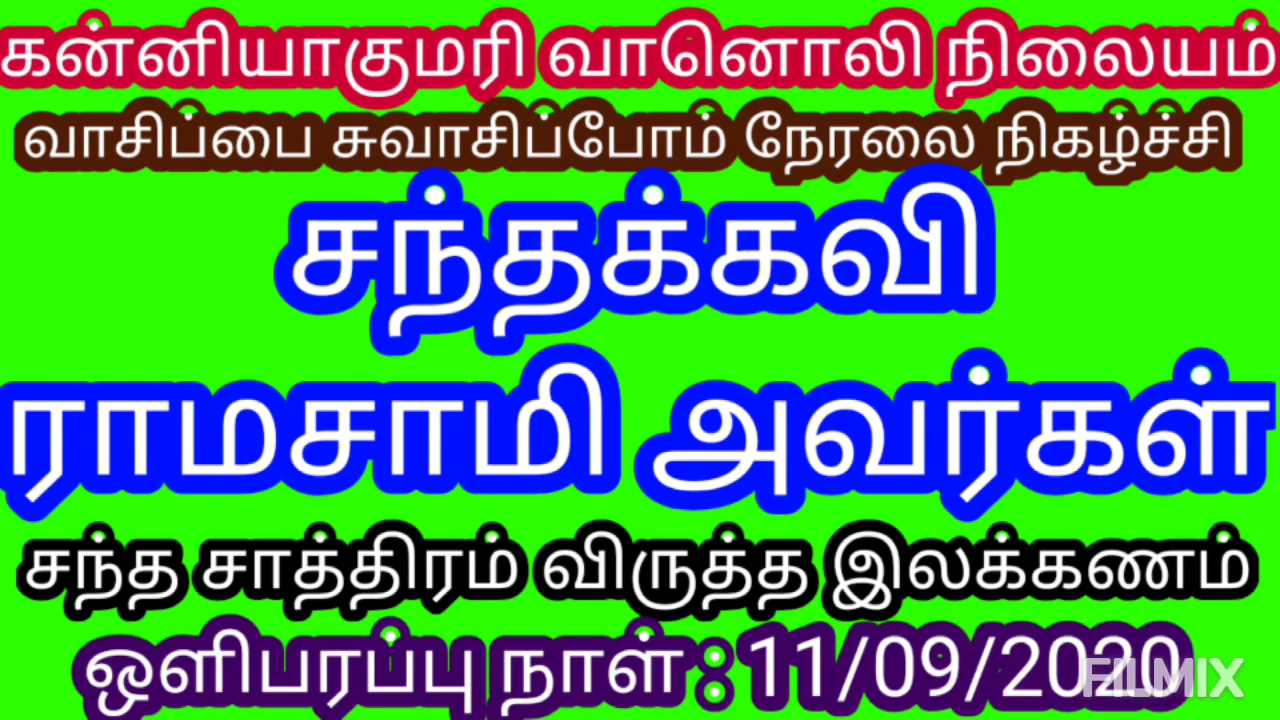 கன்னியாகுமரி வானொலி நிலையம்
வாசிப்பை சுவாசிப்போம் நேரலை நிகழ்ச்சி
சந்தக்கவி
ராமசாமி அவர்கள்
சந்த சாத்திரம் விருத்த இலக்கணம்
ஒளிபரப்பு நாள் : 11/09/2020
FILMIX